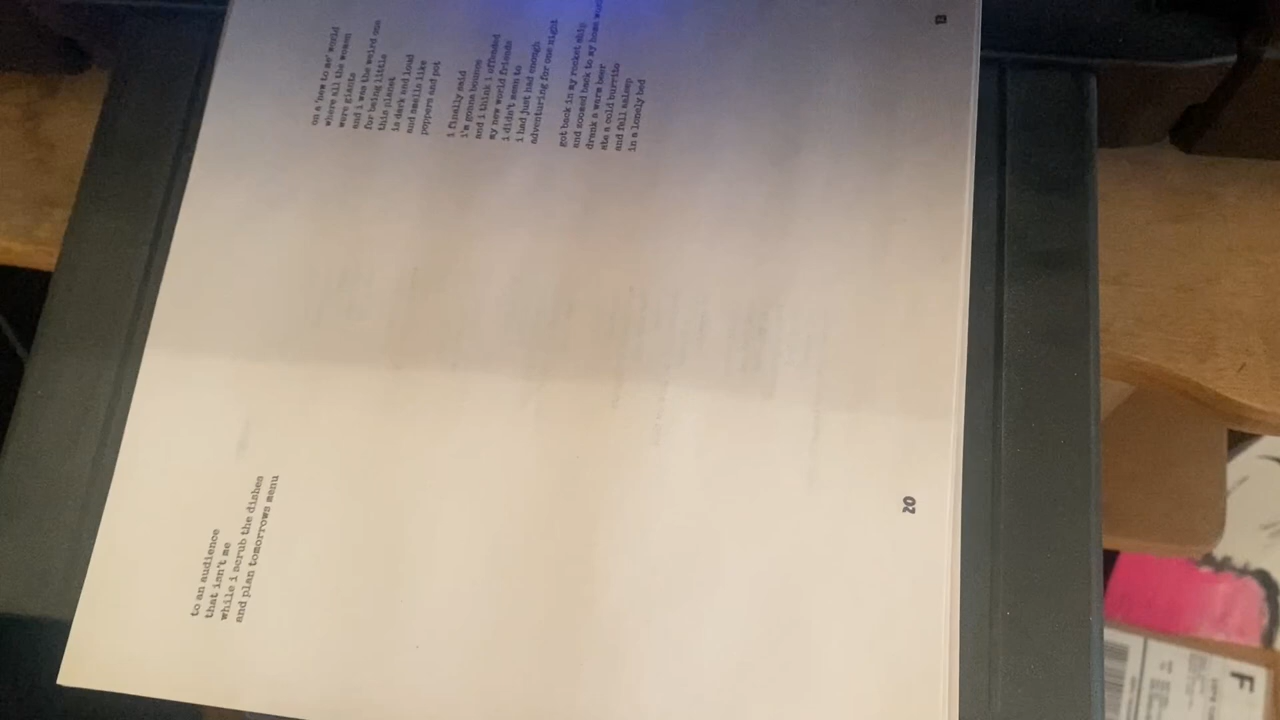 to an audience
that isn't me
while i scrub the dishes
and plan tomorrows menu
20
on a 'new to me' world
where all the women
were giants
and i was the weird one
for being little
this planet
is dark and loud
and smells like
poppers and pot
i finally said
i'm gonna bounce
and i think i offended
my new world friends
i didn't mean to
i had just had enough
adventuring for one night
got back in my rocket ship
and zoomed back to my home world
drank a warm beer
ate a cold burrito
and fall asleep
in a lonely bed
F